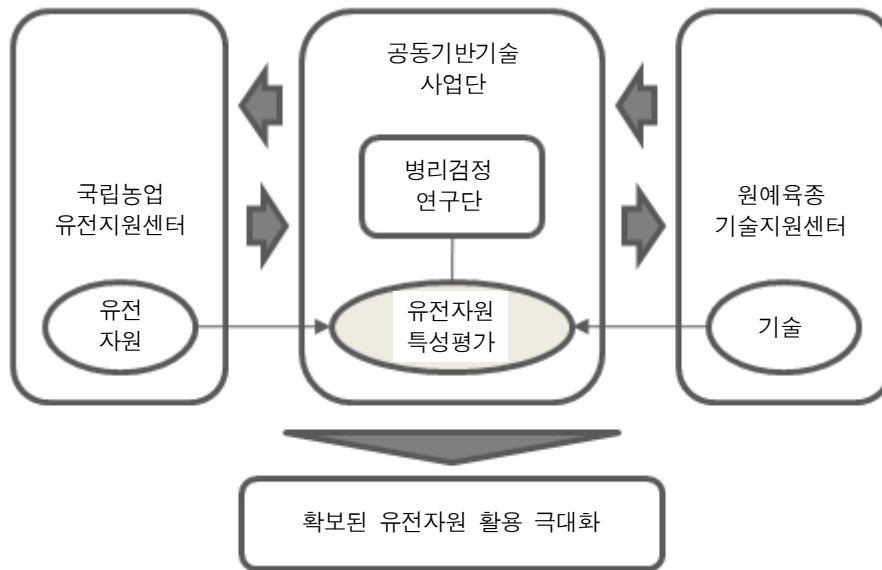 공동기반기술
사업단
병리검정
연구단
국립농업
유전지원센터
원예육종
기술지원센터
유전
자원
유전자원
특성평가
기술
확보된 유전자원 활용 극대화